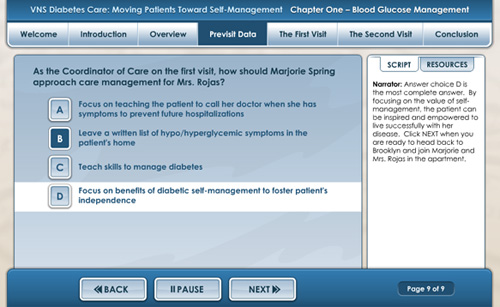 VNS Diabetes Care: Moving Patients Toward Self-Management Chapter One – Blood Glucose Management
Welcome Introduction Overview Previsit Data The First Visit The Second Visit Conclusion
As the Coordinator of Care on the first visit, how should Marjorie Spring
approach care management for Mrs. Rojas?
A Focus on teaching the patient to call her doctor when she has
symptoms to prevent future hospitalizations
B Leave a written list of hypo/hyperglycemic symptoms in the
patient's home
C Teach skills to manage diabetes
D Focus on benefits of diabetic self-management to foster patient's
independence
SCRIPT RESOURCES
Narrator: Answer choice D is
the most complete answer. By
focusing on the value of self-
management, the patient can
be inspired and empowered to
live successfully with her
disease. Click NEXT when you
are ready to head back to
Brooklyn and join Marjorie and
Mrs. Rojas in the apartment.
BACK PAUSE NEXT Page 9 of 9